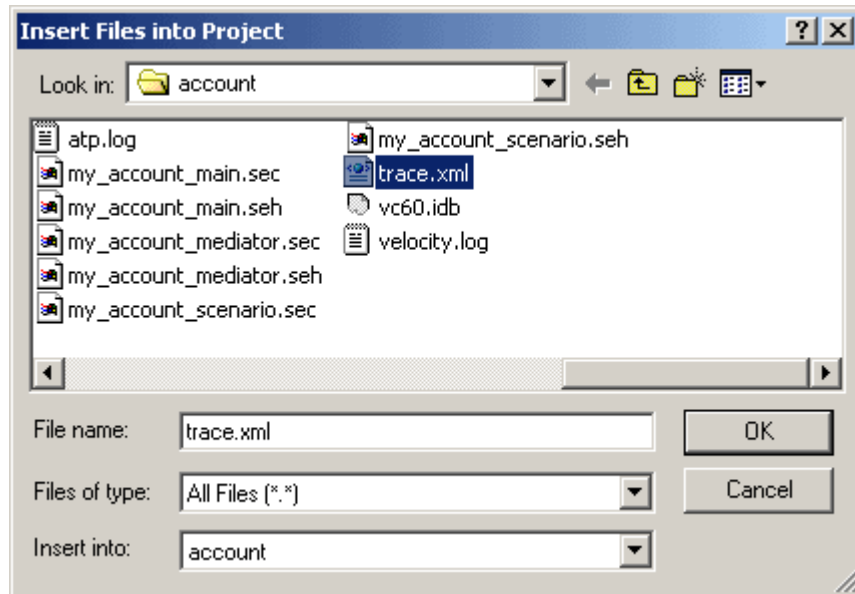 Insert Files into Project
Look in: account
atp.log
my_account_main.sec
my_account_main.seh
my_account_mediator.sec
my_account_mediator.seh
my_account_scenario.sec
my_account_scenario.seh
trace.xml
vc60.idb
velocity.log
File name: trace.xml
OK
Files of type: All Files (*.*)
Cancel
Insert into: account